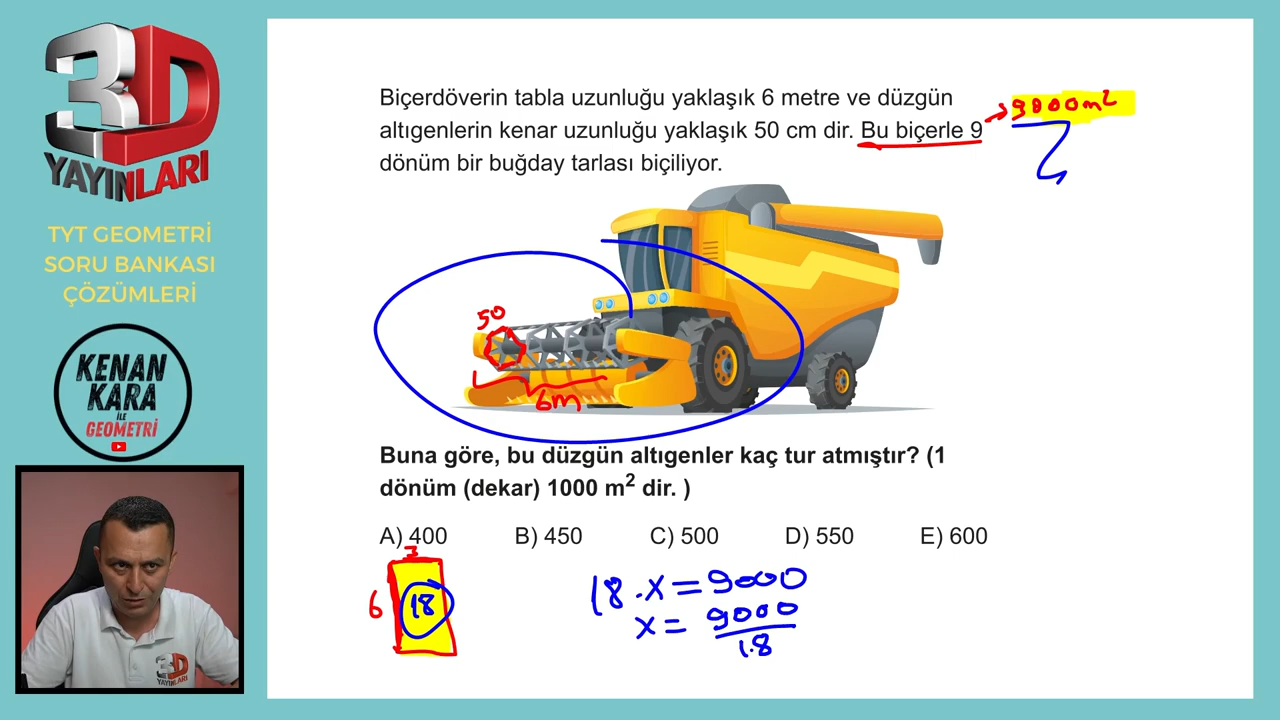 3D
YAYINLARI
TYT GEOMETRİ
SORU BANKASI
ÇÖZÜMLERİ
KENAN
KARA
İLE
GEOMETRİ
3D
YAYINLARI
Biçerdöverin tabla uzunluğu yaklaşık 6 metre ve düzgün
altıgenlerin kenar uzunluğu yaklaşık 50 cm dir. Bu biçerle 9
dönüm bir buğday tarlası biçiliyor.
9000m²
50
6m
Buna göre, bu düzgün altıgenler kaç tur atmıştır? (1
dönüm (dekar) 1000 m² dir. )
A) 400 B) 450 C) 500 D) 550 E) 600
3
6
18
18 . x = 9000
x = 9000/18